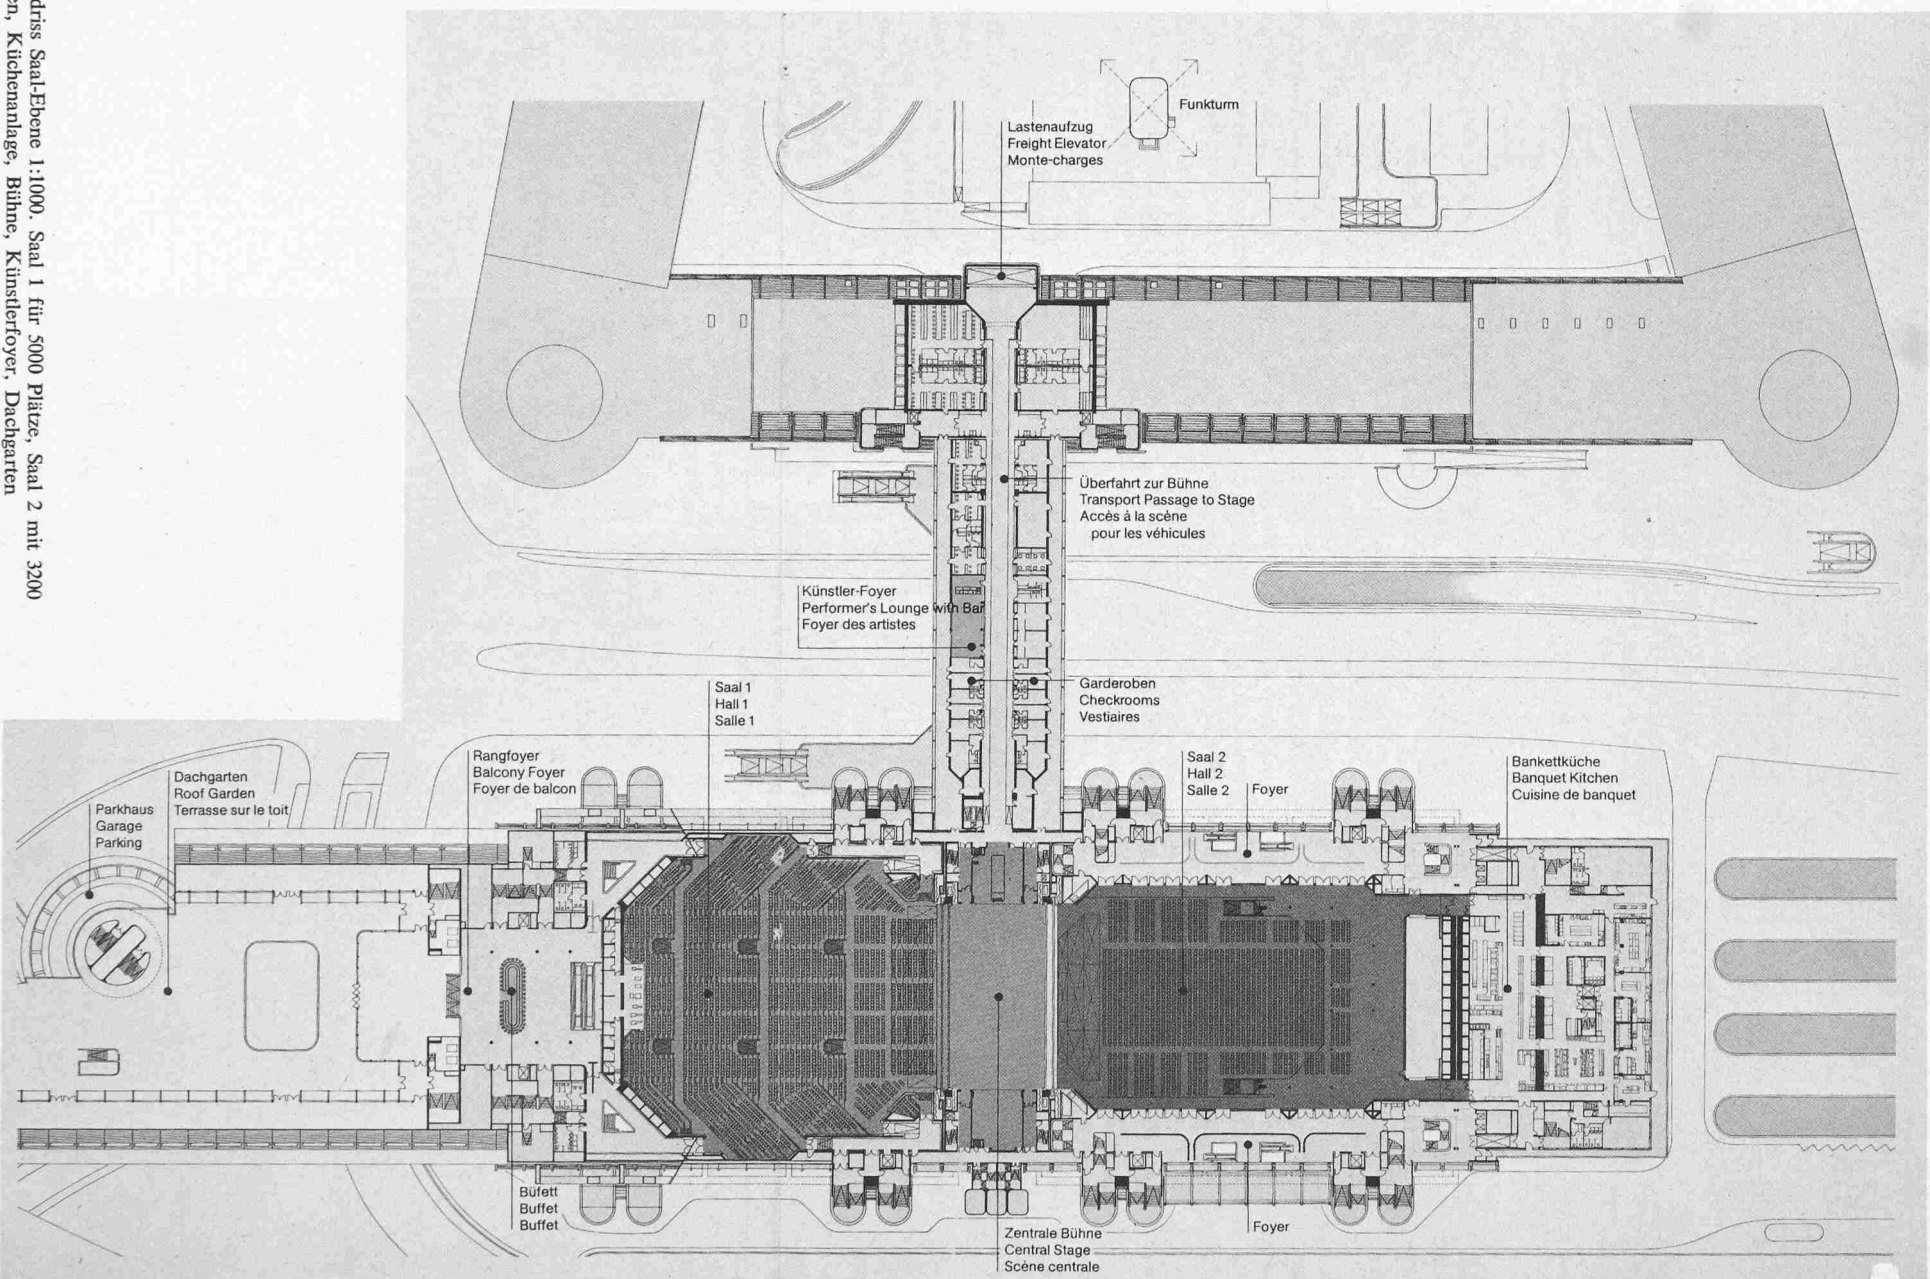 driss Saal-Ebene 1:1000. Saal 1 für 5000 Plätze, Saal 2 mit 3200
en, Küchenanlage, Bühne, Künstlerfoyer, Dachgarten
Funkturm
Lastenaufzug
Freight Elevator
Monte-charges
Überfahrt zur Bühne
Transport Passage to Stage
Accès à la scène
pour les véhicules
Künstler-Foyer
Performer's Lounge with Bar
Foyer des artistes
Garderoben
Checkrooms
Vestiaires
Saal 1
Hall 1
Salle 1
Rangfoyer
Balcony Foyer
Foyer de balcon
Dachgarten
Roof Garden
Terrasse sur le toit
Parkhaus
Garage
Parking
Saal 2
Hall 2
Salle 2
Foyer
Bankettküche
Banquet Kitchen
Cuisine de banquet
Büfett
Buffet
Buffet
Zentrale Bühne
Central Stage
Scène centrale
Foyer